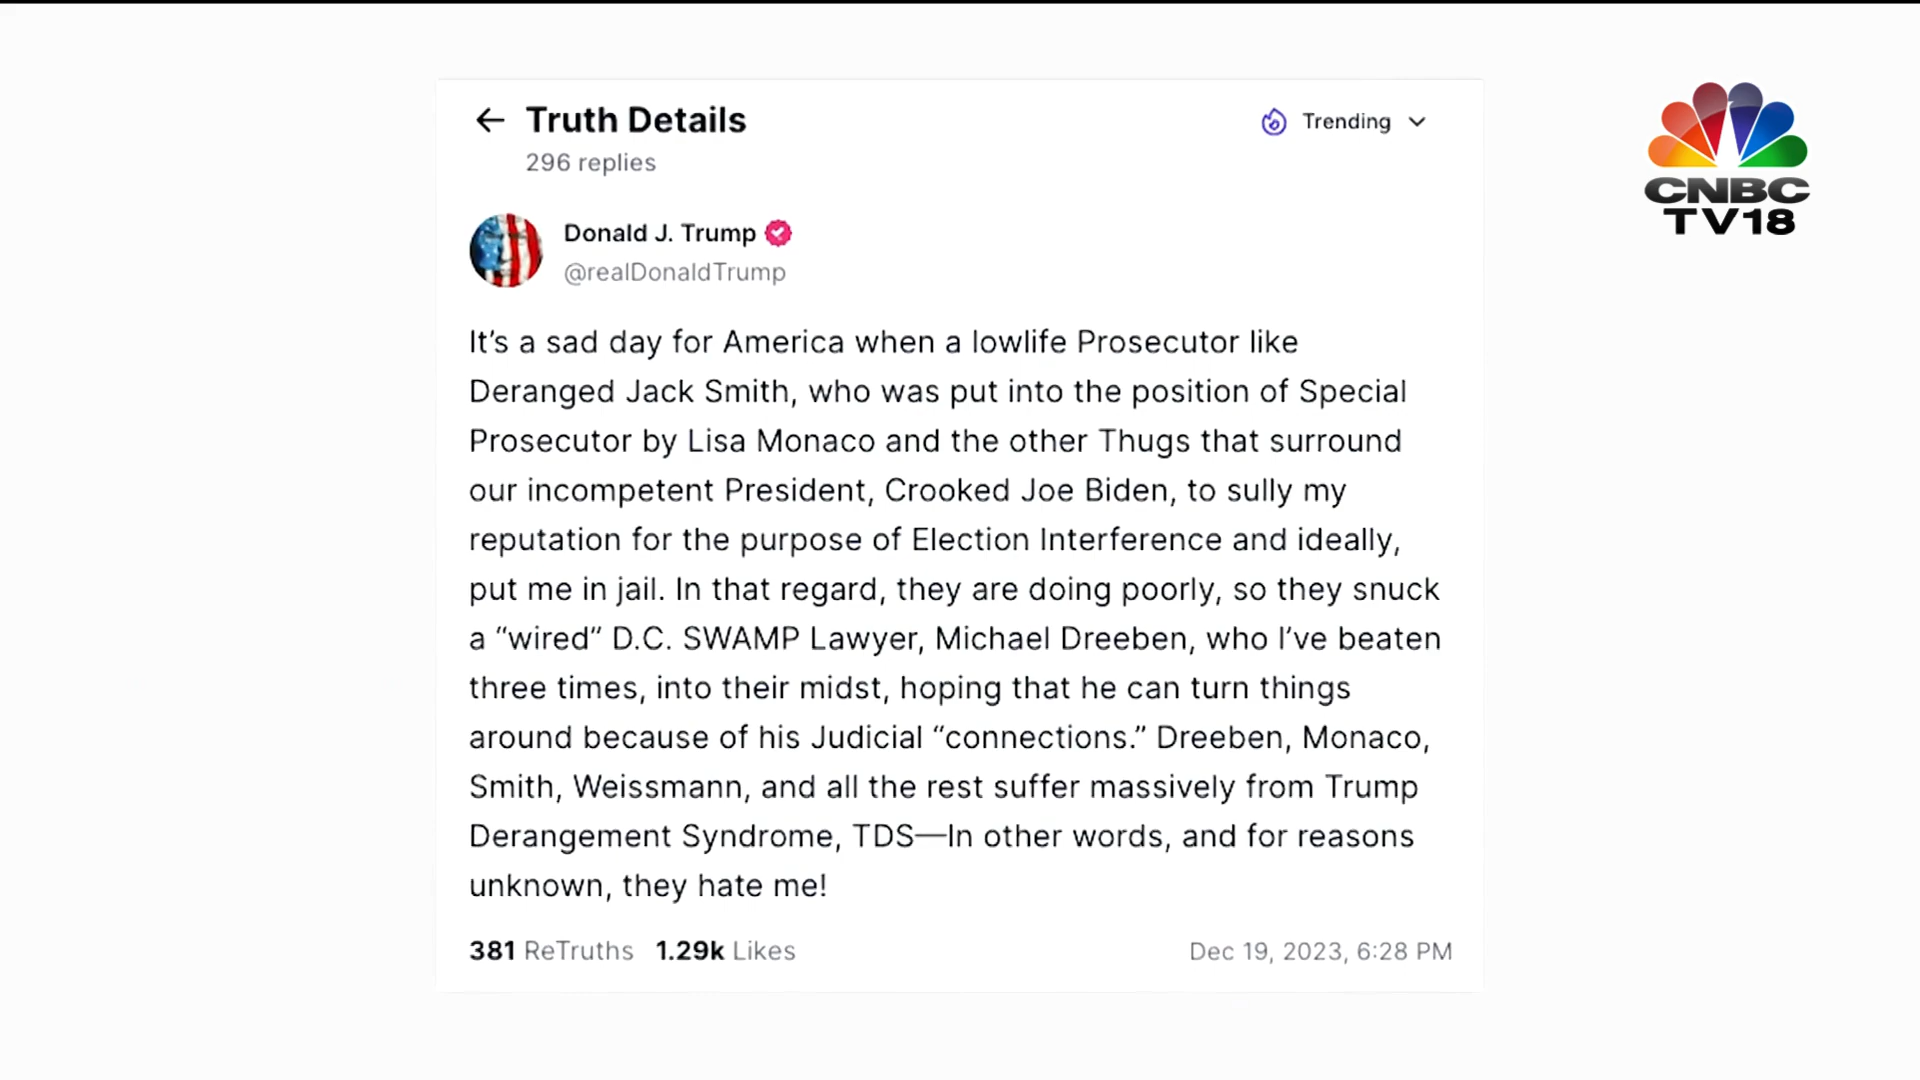 Truth Details
Trending
296 replies
CNBC
TV18
Donald J. Trump
@realDonaldTrump
It’s a sad day for America when a lowlife Prosecutor like
Deranged Jack Smith, who was put into the position of Special
Prosecutor by Lisa Monaco and the other Thugs that surround
our incompetent President, Crooked Joe Biden, to sully my
reputation for the purpose of Election Interference and ideally,
put me in jail. In that regard, they are doing poorly, so they snuck
a “wired” D.C. SWAMP Lawyer, Michael Dreeben, who I’ve beaten
three times, into their midst, hoping that he can turn things
around because of his Judicial “connections.” Dreeben, Monaco,
Smith, Weissmann, and all the rest suffer massively from Trump
Derangement Syndrome, TDS—In other words, and for reasons
unknown, they hate me!
381 ReTruths 1.29k Likes
Dec 19, 2023, 6:28 PM